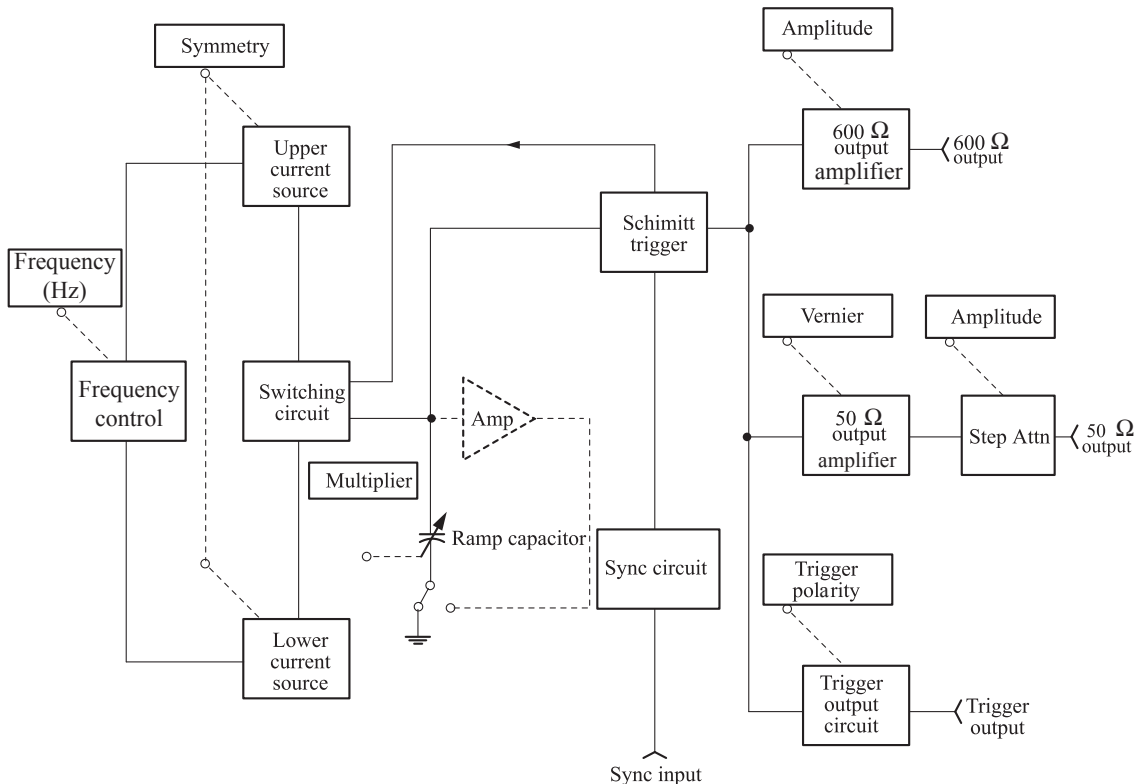 Symmetry
Amplitude
Upper
current
source
600 Ω
output
amplifier
600 Ω
output
Schimitt
trigger
Frequency
(Hz)
Vernier
Amplitude
Frequency
control
Switching
circuit
Amp
50 Ω
output
amplifier
Step Attn
50 Ω
output
Multiplier
Ramp capacitor
Sync circuit
Trigger
polarity
Lower
current
source
Trigger
output
circuit
Trigger
output
Sync input